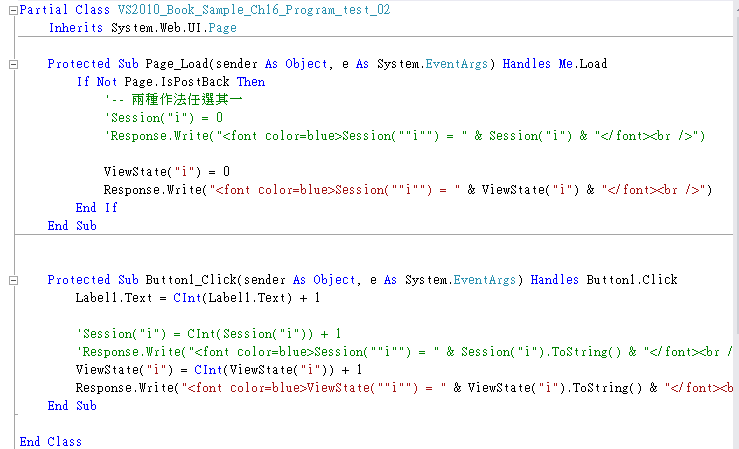 Partial Class VS2010_Book_Sample_Ch16_Program_test_02
Inherits System.Web.UI.Page
Protected Sub Page_Load(sender As Object, e As System.EventArgs) Handles Me.Load
If Not Page.IsPostBack Then
'-- 兩種作法任選其一
'Session("i") = 0
'Response.Write("<font color=blue>Session(""i"") = " & Session("i") & "</font><br />")
ViewState("i") = 0
Response.Write("<font color=blue>Session(""i"") = " & ViewState("i") & "</font><br />")
End If
End Sub
Protected Sub Button1_Click(sender As Object, e As System.EventArgs) Handles Button1.Click
Label1.Text = CInt(Label1.Text) + 1
'Session("i") = CInt(Session("i")) + 1
'Response.Write("<font color=blue>Session(""i"") = " & Session("i").ToString() & "</font><br /
ViewState("i") = CInt(ViewState("i")) + 1
Response.Write("<font color=blue>ViewState(""i"") = " & ViewState("i").ToString() & "</font><b
End Sub
End Class